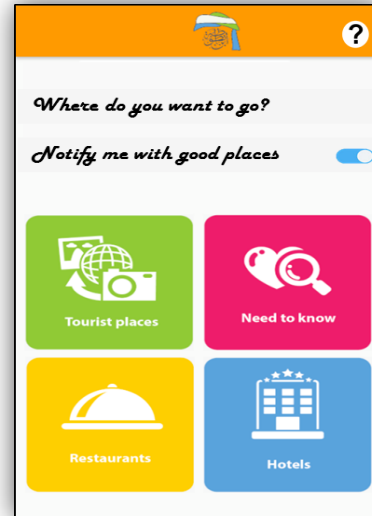 ?
Where do you want to go?
Notify me with good places
Tourist places
Need to know
Restaurants
Hotels